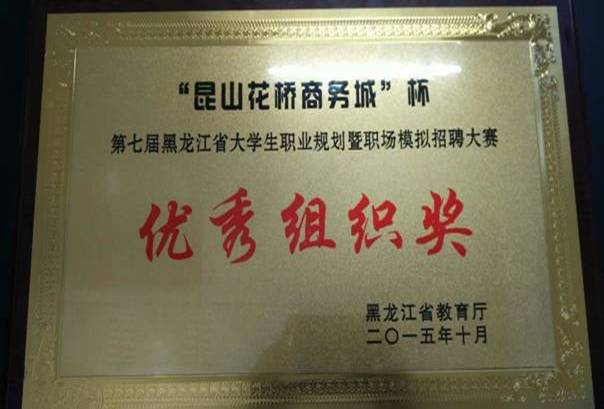 “昆山花桥商务城”杯
第七届黑龙江省大学生职业规划暨职场模拟招聘大赛
优秀组织奖
黑龙江省教育厅
二〇一五年十月